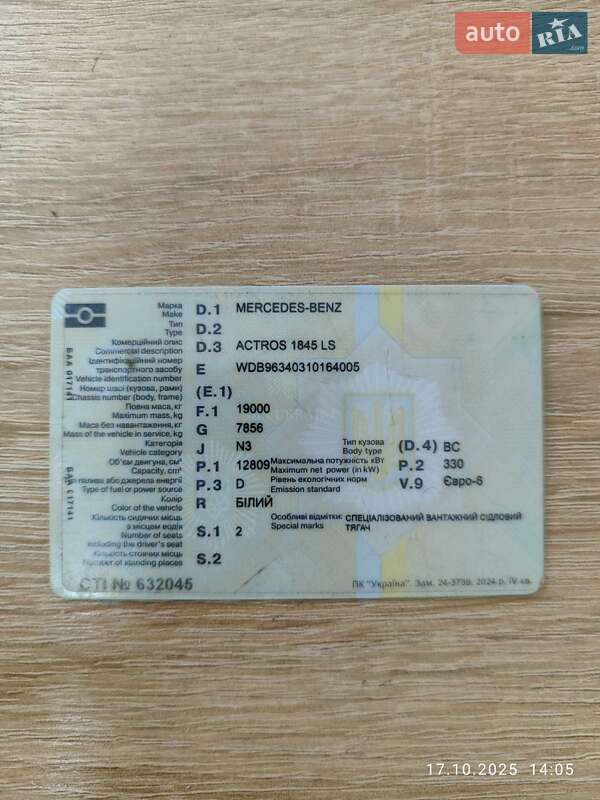 auto RIA .com
Марка
Make D.1 MERCEDES-BENZ
Тип
Type D.2
Комерційний опис
Commercial description D.3 ACTROS 1845 LS
Ідентифікаційний номер
транспортного засобу E WDB96340310164005
Vehicle identification number
Номер шасі (кузова, рами) (E.1)
Chassis number (body, frame)
Повна маса, кг
Maximum mass, kg F.1 19000
Маса без навантаження, кг G 7856
Mass of the vehicle in service, kg
Категорія Тип кузова
Vehicle category J N3 Body type (D.4) BC
Об'єм двигуна, см³ Максимальна потужність кВт
Capacity, cm³ P.1 12809 Maximum net power (in kW) P.2 330
Тип палива або джерела енергії P.3 D Рівень екологічних норм V.9 Євро-6
Type of fuel or power source Emission standard
Колір
Color of the vehicle R БІЛИЙ
Кількість сидячих місць Особливі відмітки: СПЕЦІАЛІЗОВАНИЙ ВАНТАЖНИЙ СІДЛОВИЙ
з місцем водія Special marks ТЯГАЧ
Number of seats S.1 2
including the driver's seat
Кількість стоячих місць S.2
Number of standing places
СТІ № 632045
ПК "Україна". Зам. 24-3739. 2024 р. IV кв.
UKRAINE
17.10.2025 14:05